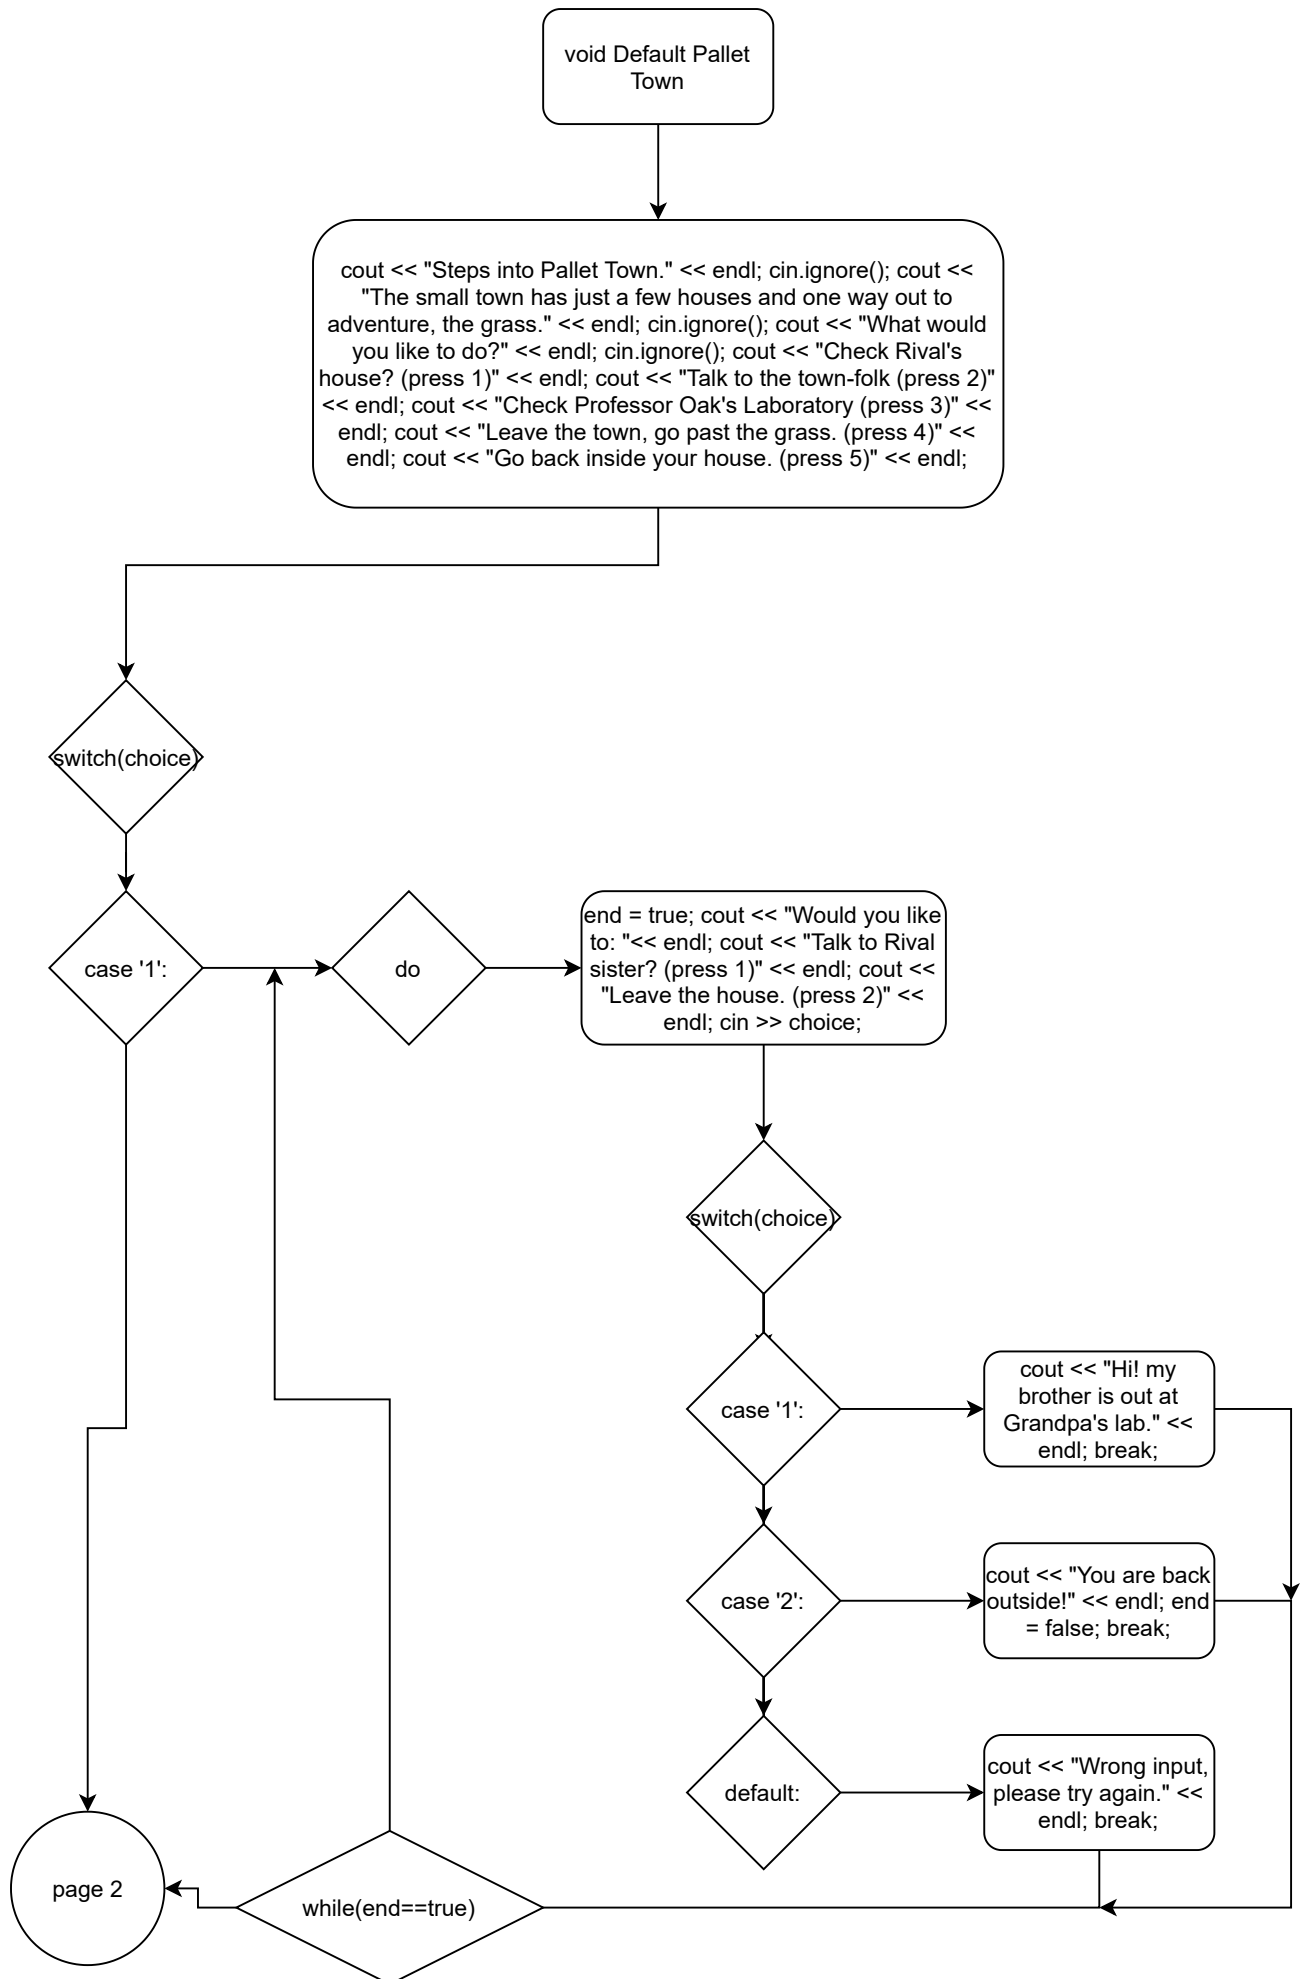 void Default Pallet
Town
cout << "Steps into Pallet Town." << endl; cin.ignore(); cout <<
"The small town has just a few houses and one way out to
adventure, the grass." << endl; cin.ignore(); cout << "What would
you like to do?" << endl; cin.ignore(); cout << "Check Rival's
house? (press 1)" << endl; cout << "Talk to the town-folk (press 2)"
<< endl; cout << "Check Professor Oak's Laboratory (press 3)" <<
endl; cout << "Leave the town, go past the grass. (press 4)" <<
endl; cout << "Go back inside your house. (press 5)" << endl;
switch(choice)
case '1':
do
end = true; cout << "Would you like
to: "<< endl; cout << "Talk to Rival
sister? (press 1)" << endl; cout <<
"Leave the house. (press 2)" <<
endl; cin >> choice;
switch(choice)
case '1':
cout << "Hi! my
brother is out at
Grandpa's lab." <<
endl; break;
case '2':
cout << "You are back
outside!" << endl; end
= false; break;
default:
cout << "Wrong input,
please try again." <<
endl; break;
page 2
while(end==true)